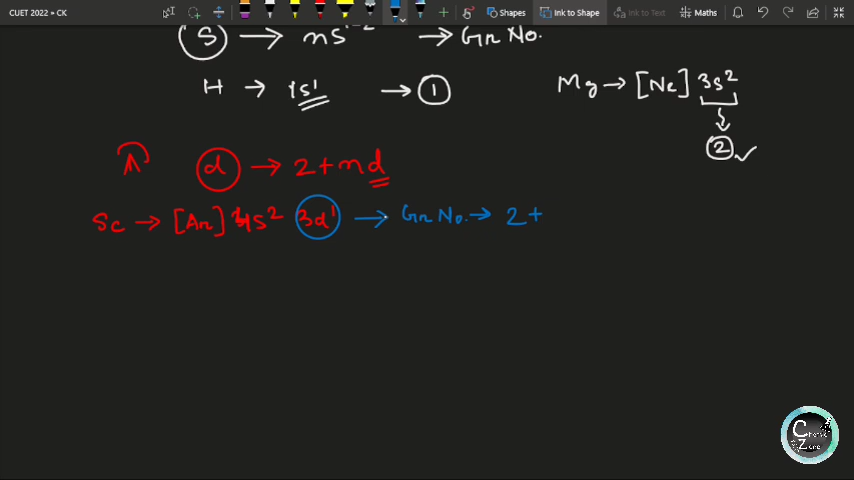 CUET 2022 » CK
Shapes
Ink to Shape
Ink to Text
Maths
S → ns¹⁻² → Gr No.
H → 1s¹ → 1
Mg → [Ne] 3s²
2 ✓
d → 2 + nd
Sc → [Ar] 4s² 3d¹ → Gr No. → 2 +
C
Zone